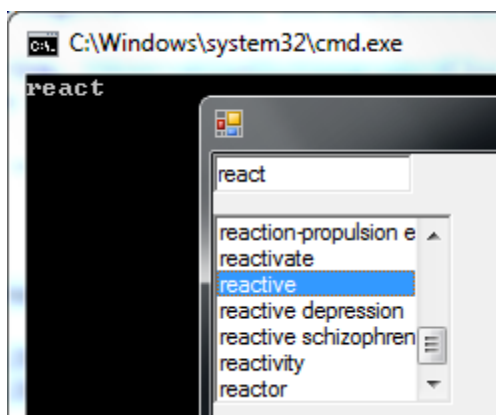 C:\Windows\system32\cmd.exe
react
react
reaction-propulsion e
reactivate
reactive
reactive depression
reactive schizophren
reactivity
reactor